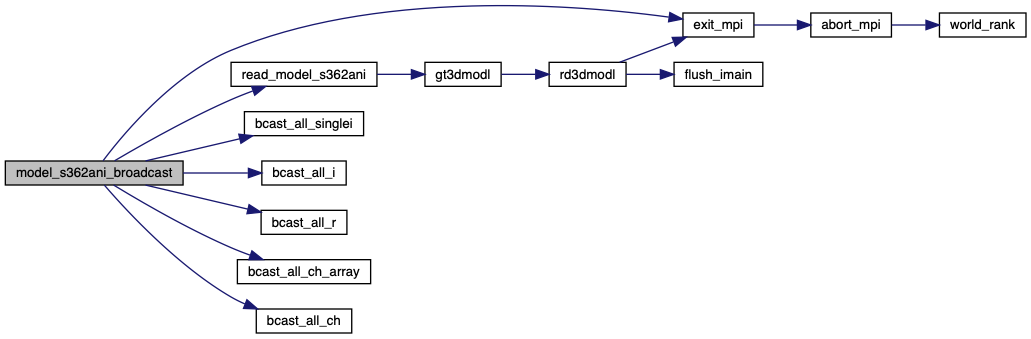 exit_mpi
abort_mpi
world_rank
read_model_s362ani
gt3dmodl
rd3dmodl
flush_imain
bcast_all_singlei
model_s362ani_broadcast
bcast_all_i
bcast_all_r
bcast_all_ch_array
bcast_all_ch